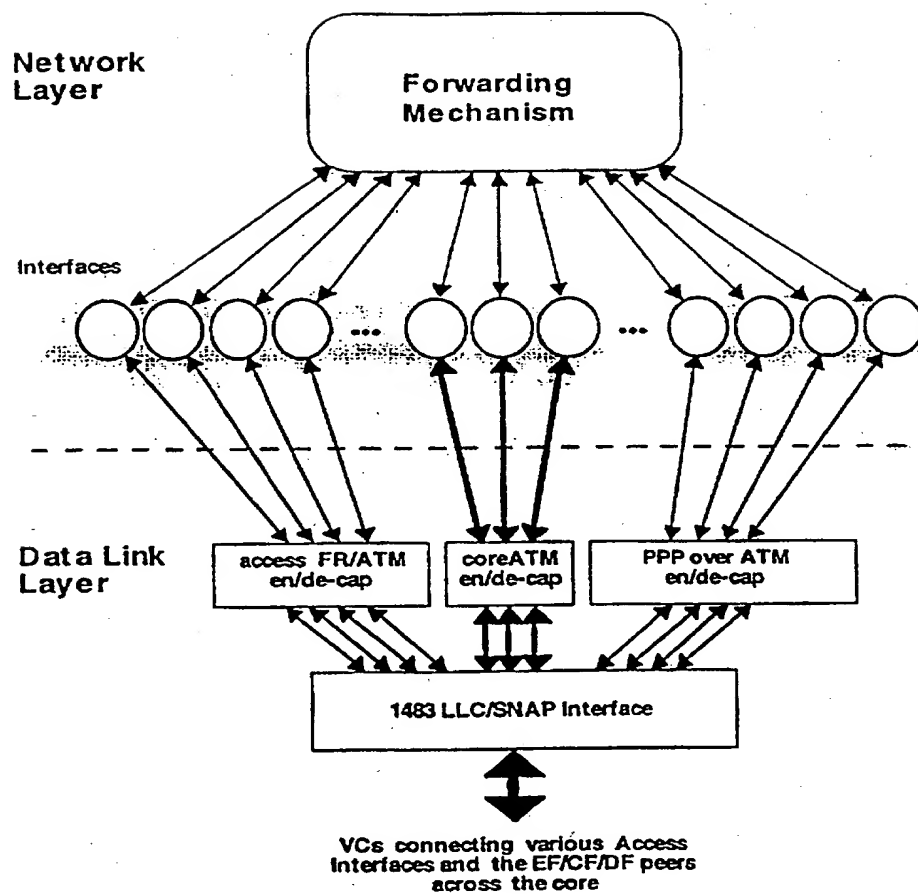 Network
Layer
Forwarding
Mechanism
Interfaces
...
...
Data Link
Layer
access FR/ATM
en/de-cap
coreATM
en/de-cap
PPP over ATM
en/de-cap
1483 LLC/SNAP Interface
VCs connecting various Access
Interfaces and the EF/CF/DF peers
across the core